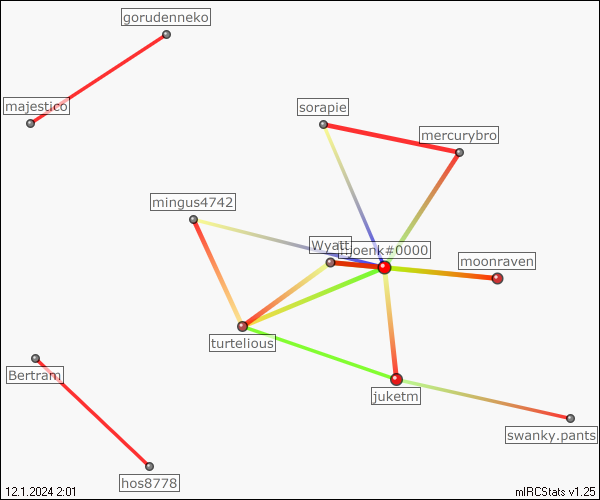 gorudenneko
majestico
sorapie
mercurybro
mingus4742
Wyatt
joenk#0000
moonraven
turtelious
Bertram
juketm
swanky.pants
hos8778
12.1.2024 2:01
mIRCStats v1.25